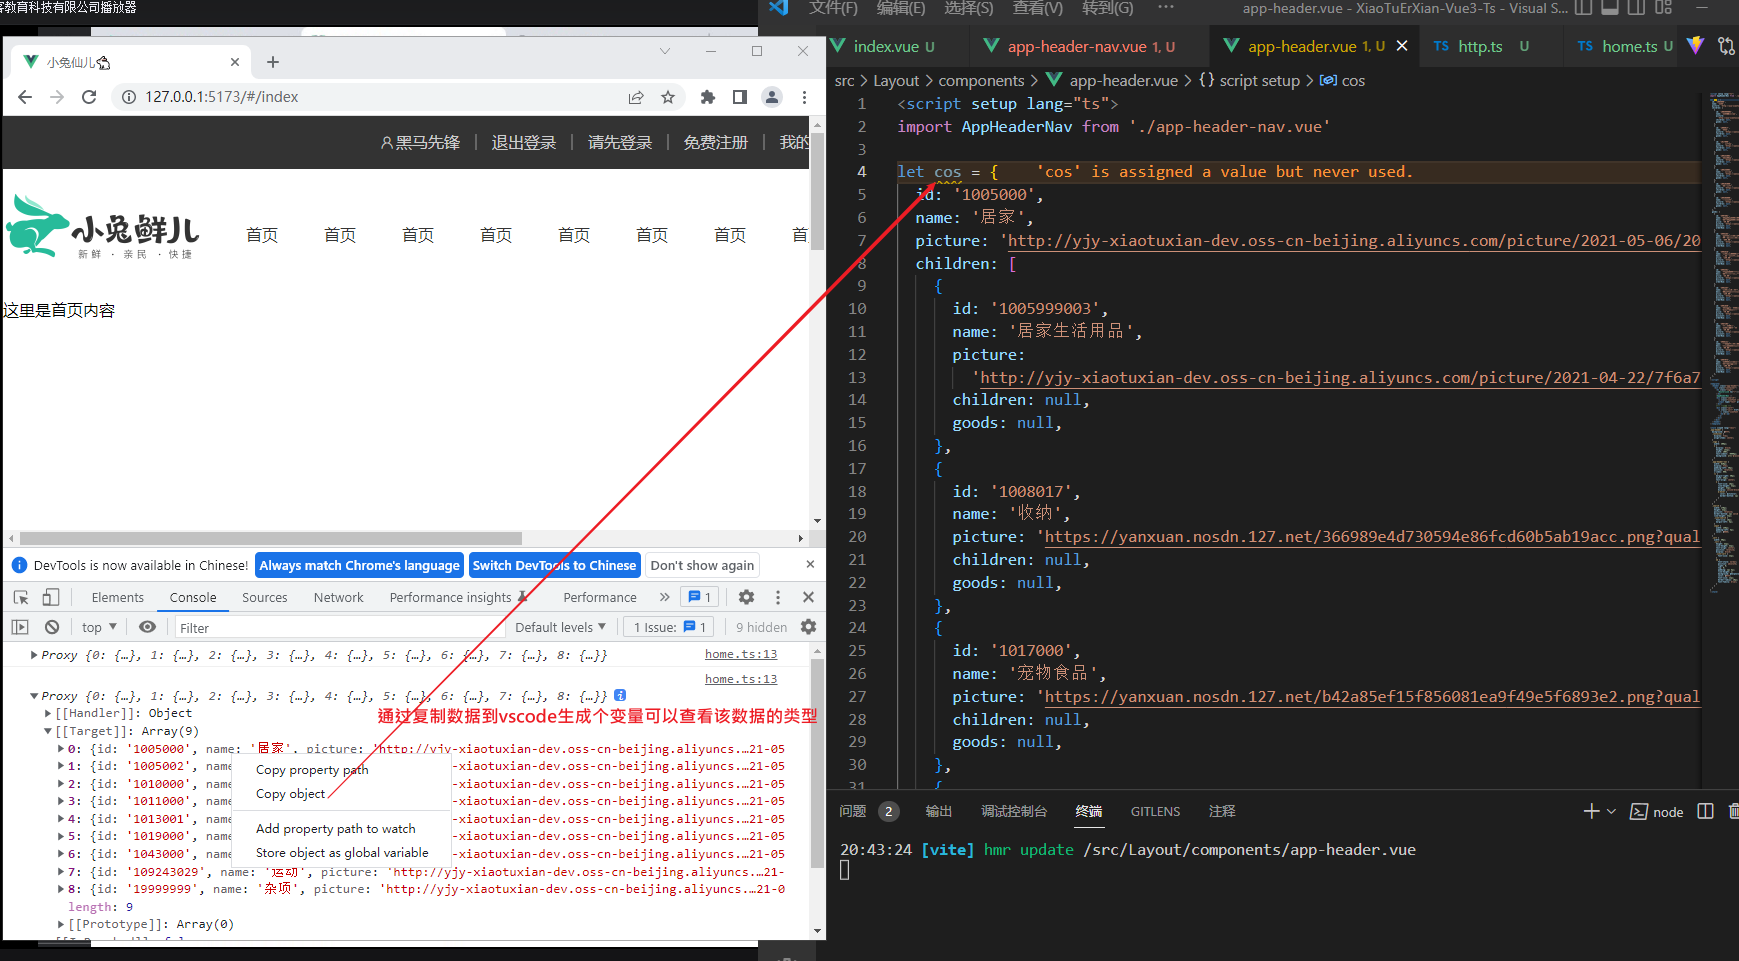 客教育科技有限公司播放器
小兔仙儿
127.0.0.1:5173/#/index
黑马先锋 | 退出登录 | 请先登录 | 免费注册 | 我的
小兔鲜儿
新鲜 · 亲民 · 快捷
首页 首页 首页 首页 首页 首页 首页 首
这里是首页内容
DevTools is now available in Chinese! Always match Chrome's language Switch DevTools to Chinese Don't show again
Elements Console Sources Network Performance insights Performance » 1
top Filter Default levels 1 Issue: 1 9 hidden
Proxy {0: {…}, 1: {…}, 2: {…}, 3: {…}, 4: {…}, 5: {…}, 6: {…}, 7: {…}, 8: {…}} home.ts:13
home.ts:13
Proxy {0: {…}, 1: {…}, 2: {…}, 3: {…}, 4: {…}, 5: {…}, 6: {…}, 7: {…}, 8: {…}}
[[Handler]]: Object
通过复制数据到vscode生成个变量可以查看该数据的类型
[[Target]]: Array(9)
0: {id: '1005000', name: '居家', picture: 'http://yjy-xiaotuxian-dev.oss-cn-beijing.aliyuncs.…21-05
1: {id: '1005002', nam -xiaotuxian-dev.oss-cn-beijing.aliyuncs.…21-05
2: {id: '1010000', nam -xiaotuxian-dev.oss-cn-beijing.aliyuncs.…21-05
3: {id: '1011000', nam -xiaotuxian-dev.oss-cn-beijing.aliyuncs.…21-05
4: {id: '1013001', nam -xiaotuxian-dev.oss-cn-beijing.aliyuncs.…21-05
5: {id: '1019000', nam -xiaotuxian-dev.oss-cn-beijing.aliyuncs.…21-05
6: {id: '1043000', nam -xiaotuxian-dev.oss-cn-beijing.aliyuncs.…21-05
7: {id: '109243029', name: '运动', picture: 'http://yjy-xiaotuxian-dev.oss-cn-beijing.aliyuncs.…21-
8: {id: '19999999', name: '杂项', picture: 'http://yjy-xiaotuxian-dev.oss-cn-beijing.aliyuncs.…21-0
length: 9
[[Prototype]]: Array(0)
Copy property path
Copy object
Add property path to watch
Store object as global variable
文件(F) 编辑(E) 选择(S) 查看(V) 转到(G) ··· app-header.vue - XiaoTuErXian-Vue3-Ts - Visual S...
index.vue U app-header-nav.vue 1, U app-header.vue 1, U TS http.ts U TS home.ts U
src > Layout > components > app-header.vue > {} script setup > cos
1 <script setup lang="ts">
2 import AppHeaderNav from './app-header-nav.vue'
3
4 let cos = { 'cos' is assigned a value but never used.
5 id: '1005000',
6 name: '居家',
7 picture: 'http://yjy-xiaotuxian-dev.oss-cn-beijing.aliyuncs.com/picture/2021-05-06/20
8 children: [
9 {
10 id: '1005999003',
11 name: '居家生活用品',
12 picture:
13 'http://yjy-xiaotuxian-dev.oss-cn-beijing.aliyuncs.com/picture/2021-04-22/7f6a7
14 children: null,
15 goods: null,
16 },
17 {
18 id: '1008017',
19 name: '收纳',
20 picture: 'https://yanxuan.nosdn.127.net/366989e4d730594e86fcd60b5ab19acc.png?qual
21 children: null,
22 goods: null,
23 },
24 {
25 id: '1017000',
26 name: '宠物食品',
27 picture: 'https://yanxuan.nosdn.127.net/b42a85ef15f856081ea9f49e5f6893e2.png?qual
28 children: null,
29 goods: null,
30 },
31 {
问题 2 输出 调试控制台 终端 GITLENS 注释 node
20:43:24 [vite] hmr update /src/Layout/components/app-header.vue